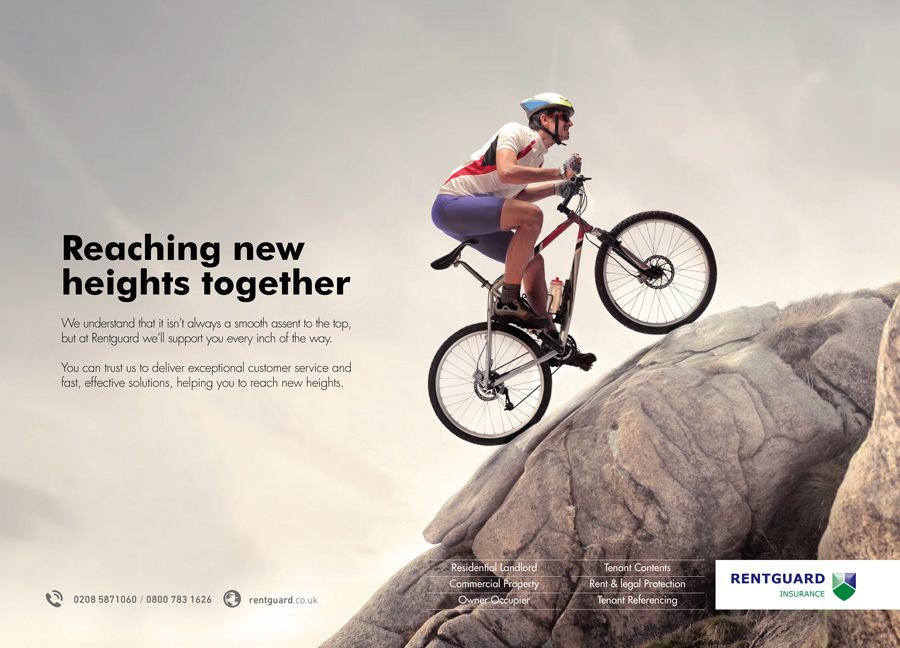 Reaching new
heights together
We understand that it isn't always a smooth assent to the top,
but at Rentguard we'll support you every inch of the way.
You can trust us to deliver exceptional customer service and
fast, effective solutions, helping you to reach new heights.
0208 5871060 / 0800 783 1626
rentguard.co.uk
Residential Landlord
Commercial Property
Owner Occupier
Tenant Contents
Rent & legal Protection
Tenant Referencing
RENTGUARD
INSURANCE